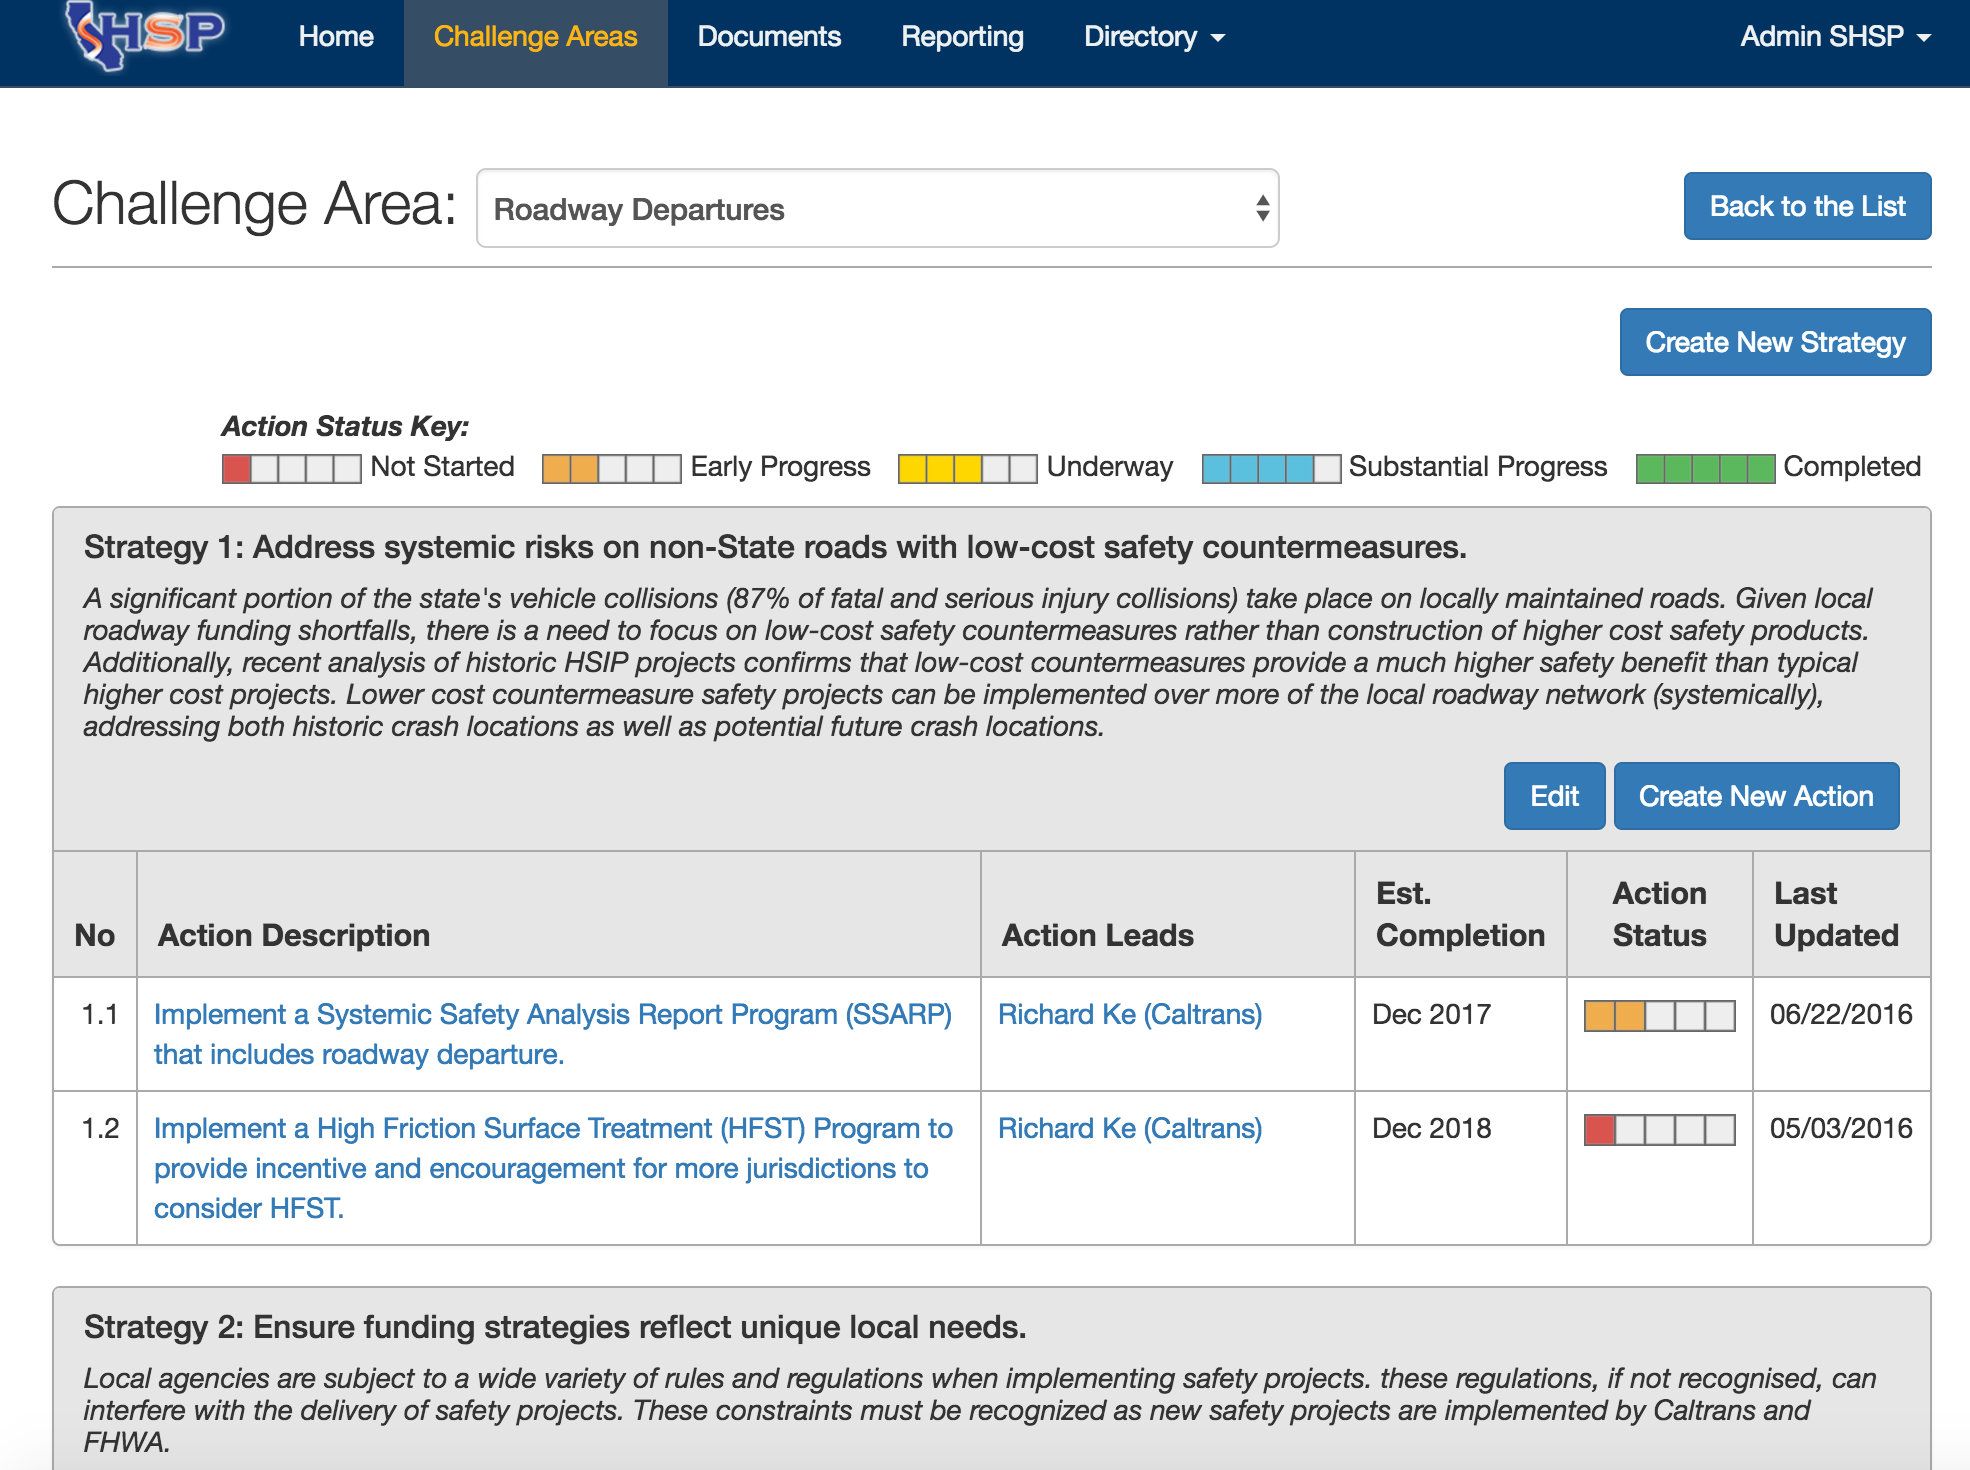 SHSP Home Challenge Areas Documents Reporting Directory Admin SHSP
Challenge Area: Roadway Departures Back to the List
Create New Strategy
Action Status Key:
Not Started Early Progress Underway Substantial Progress Completed
Strategy 1: Address systemic risks on non-State roads with low-cost safety countermeasures.
A significant portion of the state's vehicle collisions (87% of fatal and serious injury collisions) take place on locally maintained roads. Given local
roadway funding shortfalls, there is a need to focus on low-cost safety countermeasures rather than construction of higher cost safety products.
Additionally, recent analysis of historic HSIP projects confirms that low-cost countermeasures provide a much higher safety benefit than typical
higher cost projects. Lower cost countermeasure safety projects can be implemented over more of the local roadway network (systemically),
addressing both historic crash locations as well as potential future crash locations.
Edit Create New Action
No Action Description Action Leads Est. Completion Action Status Last Updated
1.1 Implement a Systemic Safety Analysis Report Program (SSARP) Richard Ke (Caltrans) Dec 2017 06/22/2016
that includes roadway departure.
1.2 Implement a High Friction Surface Treatment (HFST) Program to Richard Ke (Caltrans) Dec 2018 05/03/2016
provide incentive and encouragement for more jurisdictions to
consider HFST.
Strategy 2: Ensure funding strategies reflect unique local needs.
Local agencies are subject to a wide variety of rules and regulations when implementing safety projects. these regulations, if not recognised, can
interfere with the delivery of safety projects. These constraints must be recognized as new safety projects are implemented by Caltrans and
FHWA.